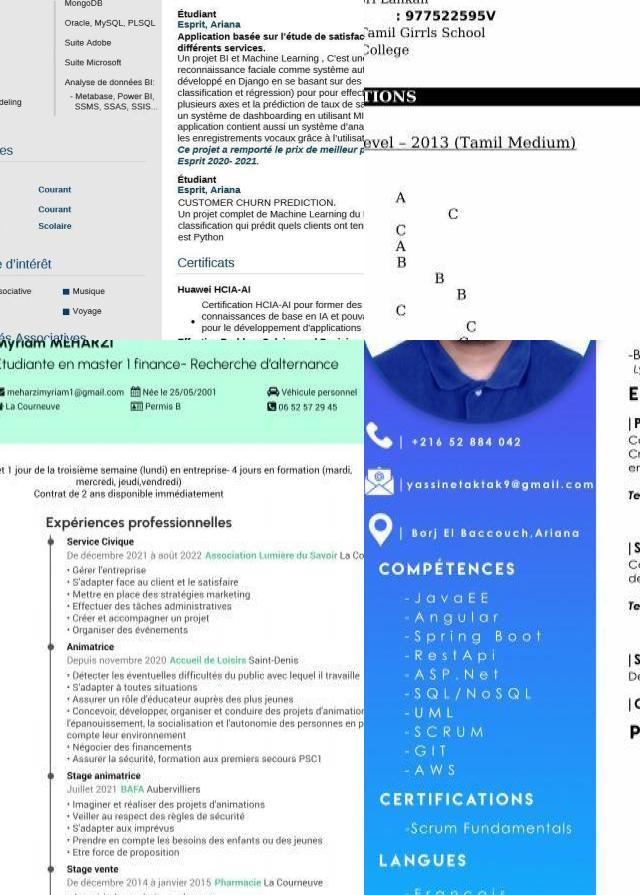 MongoDB
Oracle, MySQL, PLSQL
Suite Adobe
Suite Microsoft
Analyse de données BI:
- Metabase, Power BI,
SSMS, SSAS, SSIS...
Courant
Courant
Scolaire
d'intérêt
Musique
Voyage
Étudiant
Esprit, Ariana
Application basée sur l'étude de satisfac
différents services.
Un projet BI et Machine Learning , C'est un
reconnaissance faciale comme système aut
développé en Django en se basant sur des
classification et régression) pour pour effect
plusieurs axes et la prédiction de taux de sa
un système de dashboarding en utilisant MI
application contient aussi un système d'ana
les enregistrements vocaux grâce à l'utilisat
Ce projet a remporté le prix de meilleur p
Esprit 2020- 2021.
Étudiant
Esprit, Ariana
CUSTOMER CHURN PREDICTION.
Un projet complet de Machine Learning du
classification qui prédit quels clients ont ten
est Python
Certificats
Huawei HCIA-AI
Certification HCIA-AI pour former des
connaissances de base en IA et pouva
pour le développement d'applications
: 977522595V
Tamil Girrls School
College
TIONS
evel – 2013 (Tamil Medium)
A
C
C
A
B
B
B
C
C
Myriam MEHARZI
Etudiante en master 1 finance- Recherche d'alternance
meharzimyriam1@gmail.com Née le 25/05/2001 Véhicule personnel
La Courneuve Permis B 06 52 57 29 45
et 1 jour de la troisième semaine (lundi) en entreprise- 4 jours en formation (mardi,
mercredi, jeudi,vendredi)
Contrat de 2 ans disponible immédiatement
Expériences professionnelles
Service Civique
De décembre 2021 à août 2022 Association Lumière du Savoir La Co
• Gérer l'entreprise
• S'adapter face au client et le satisfaire
• Mettre en place des stratégies marketing
• Effectuer des tâches administratives
• Créer et accompagner un projet
• Organiser des événements
Animatrice
Depuis novembre 2020 Accueil de Loisirs Saint-Denis
• Détecter les éventuelles difficultés du public avec lequel il travaille
• S'adapter à toutes situations
• Assurer un rôle d'éducateur auprès des plus jeunes
• Concevoir, développer, organiser et conduire des projets d'animation
l'épanouissement, la socialisation et l'autonomie des personnes en p
compte leur environnement
• Négocier des financements
• Assurer la sécurité, formation aux premiers secours PSC1
Stage animatrice
Juillet 2021 BAFA Aubervilliers
• Imaginer et réaliser des projets d'animations
• Veiller au respect des règles de sécurité
• S'adapter aux imprévus
• Prendre en compte les besoins des enfants ou des jeunes
• Etre force de proposition
Stage vente
De décembre 2014 à janvier 2015 Pharmacie La Courneuve
| +216 52 884 042
|yassinetaktak9@gmail.com
| Borj El Baccouch,Ariana
COMPÉTENCES
-JavaEE
-Angular
-Spring Boot
-RestApi
-ASP.Net
-SQL/NoSQL
-UML
-SCRUM
-GIT
-AWS
CERTIFICATIONS
-Scrum Fundamentals
LANGUES
-Français